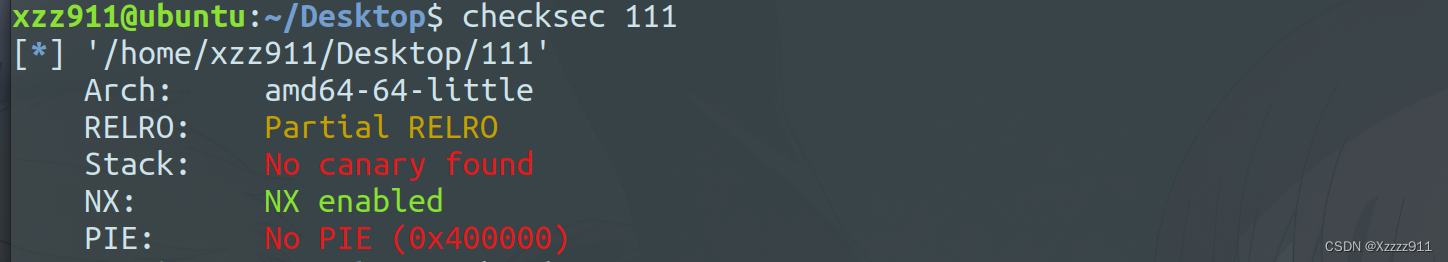 xzz911@ubuntu:~/Desktop$ checksec 111
[*] '/home/xzz911/Desktop/111'
    Arch:     amd64-64-little
    RELRO:    Partial RELRO
    Stack:    No canary found
    NX:       NX enabled
    PIE:      No PIE (0x400000)
CSDN @Xzzzz911